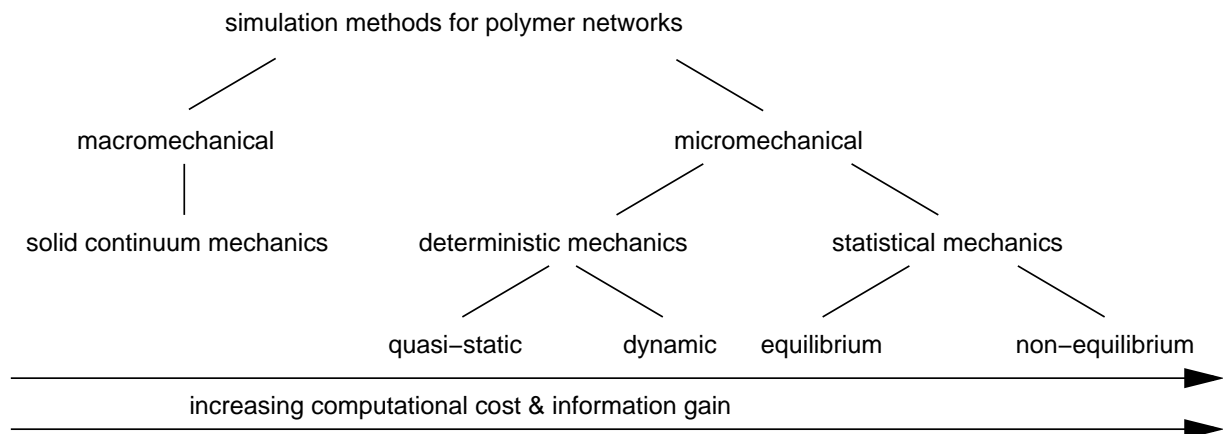 simulation methods for polymer networks
macromechanical micromechanical
solid continuum mechanics deterministic mechanics statistical mechanics
quasi−static dynamic equilibrium non−equilibrium
increasing computational cost & information gain